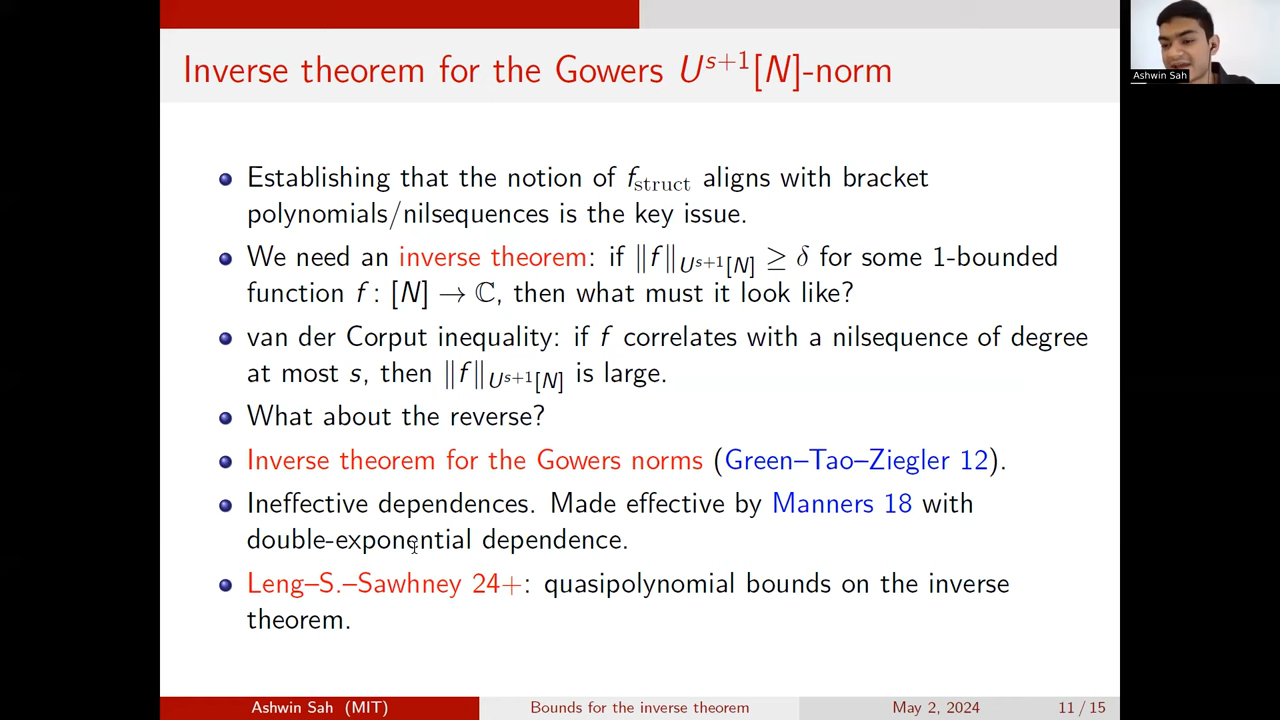 Inverse theorem for the Gowers U^{s+1}[N]-norm
Establishing that the notion of f_struct aligns with bracket
polynomials/nilsequences is the key issue.
We need an inverse theorem: if ‖f‖_{U^{s+1}[N]} ≥ δ for some 1-bounded
function f: [N] → ℂ, then what must it look like?
van der Corput inequality: if f correlates with a nilsequence of degree
at most s, then ‖f‖_{U^{s+1}[N]} is large.
What about the reverse?
Inverse theorem for the Gowers norms (Green–Tao–Ziegler 12).
Ineffective dependences. Made effective by Manners 18 with
double-exponential dependence.
Leng–S.–Sawhney 24+: quasipolynomial bounds on the inverse
theorem.
Ashwin Sah (MIT) Bounds for the inverse theorem May 2, 2024 11 / 15
Ashwin Sah